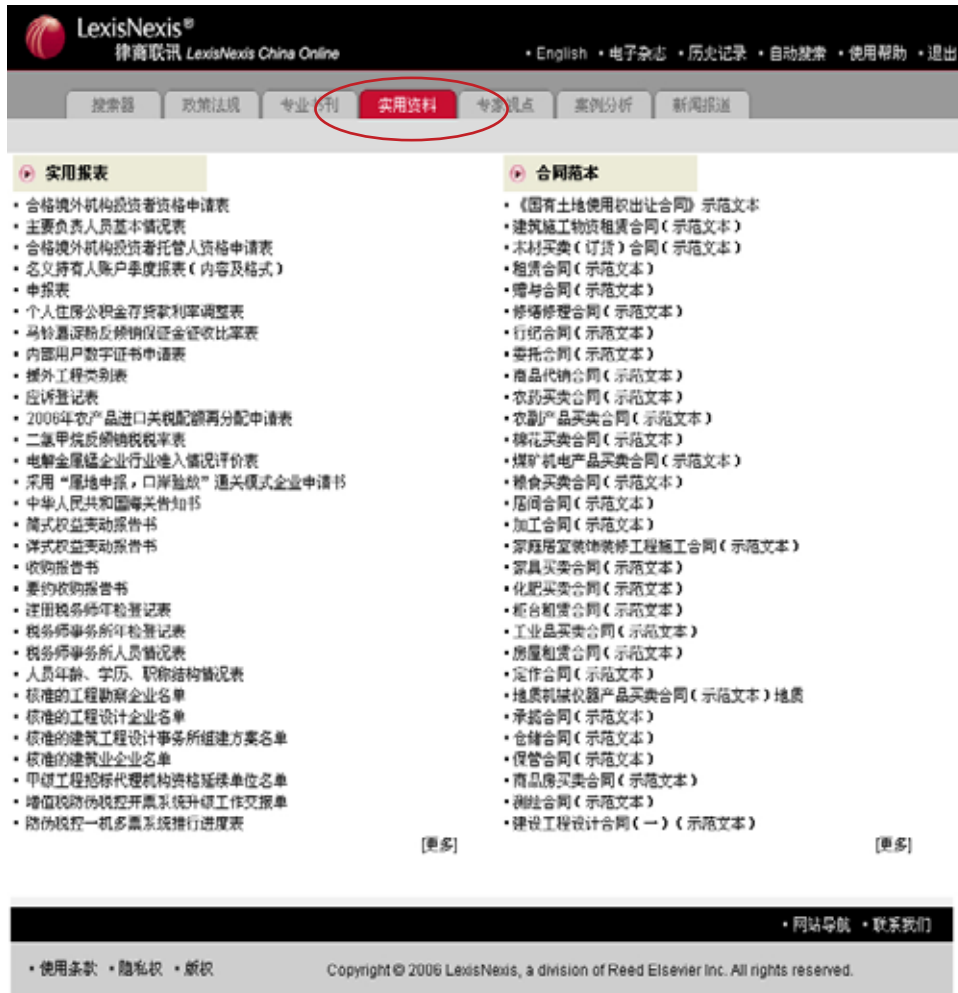 LexisNexis®
律商联讯 LexisNexis China Online
• English • 电子杂志 • 历史记录 • 自动搜索 • 使用帮助 • 退出
搜索器 政策法规 专业书刊 实用资料 专家视点 案例分析 新闻报道
实用报表
• 合格境外机构投资者资格申请表
• 主要负责人员基本情况表
• 合格境外机构投资者托管人资格申请表
• 名义持有人账户季度报表(内容及格式)
• 申报表
• 个人住房公积金存贷款利率调整表
• 马铃薯淀粉反倾销保证金征收比率表
• 内部用户数字证书申请表
• 援外工程类别表
• 应诉登记表
• 2006年农产品进口关税配额再分配申请表
• 二氯甲烷反倾销税税率表
• 电解金属锰企业行业准入情况评价表
• 采用“属地申报，口岸验放”通关模式企业申请书
• 中华人民共和国海关告知书
• 简式权益变动报告书
• 详式权益变动报告书
• 收购报告书
• 要约收购报告书
• 注册税务师年检登记表
• 税务师事务所年检登记表
• 税务师事务所人员情况表
• 人员年龄、学历、职称结构情况表
• 核准的工程勘察企业名单
• 核准的工程设计企业名单
• 核准的建筑工程设计事务所组建方案名单
• 核准的建筑业企业名单
• 甲级工程招标代理机构资格延续单位名单
• 增值税防伪税控开票系统升级工作交报单
• 防伪税控一机多票系统推行进度表
[更多]
合同范本
• 《国有土地使用权出让合同》示范文本
• 建筑施工物资租赁合同(示范文本)
• 木材买卖(订货)合同(示范文本)
• 租赁合同(示范文本)
• 赠与合同(示范文本)
• 修缮修理合同(示范文本)
• 行纪合同(示范文本)
• 委托合同(示范文本)
• 商品代销合同(示范文本)
• 农药买卖合同(示范文本)
• 农副产品买卖合同(示范文本)
• 棉花买卖合同(示范文本)
• 煤矿机电产品买卖合同(示范文本)
• 粮食买卖合同(示范文本)
• 居间合同(示范文本)
• 加工合同(示范文本)
• 家庭居室装饰装修工程施工合同(示范文本)
• 家具买卖合同(示范文本)
• 化肥买卖合同(示范文本)
• 柜台租赁合同(示范文本)
• 工业品买卖合同(示范文本)
• 房屋租赁合同(示范文本)
• 定作合同(示范文本)
• 地质机械仪器产品买卖合同(示范文本)地质
• 承揽合同(示范文本)
• 仓储合同(示范文本)
• 保管合同(示范文本)
• 商品房买卖合同(示范文本)
• 测绘合同(示范文本)
• 建设工程设计合同(一)(示范文本)
[更多]
• 网站导航 • 联系我们
• 使用条款 • 隐私权 • 版权
Copyright © 2006 LexisNexis, a division of Reed Elsevier Inc. All rights reserved.